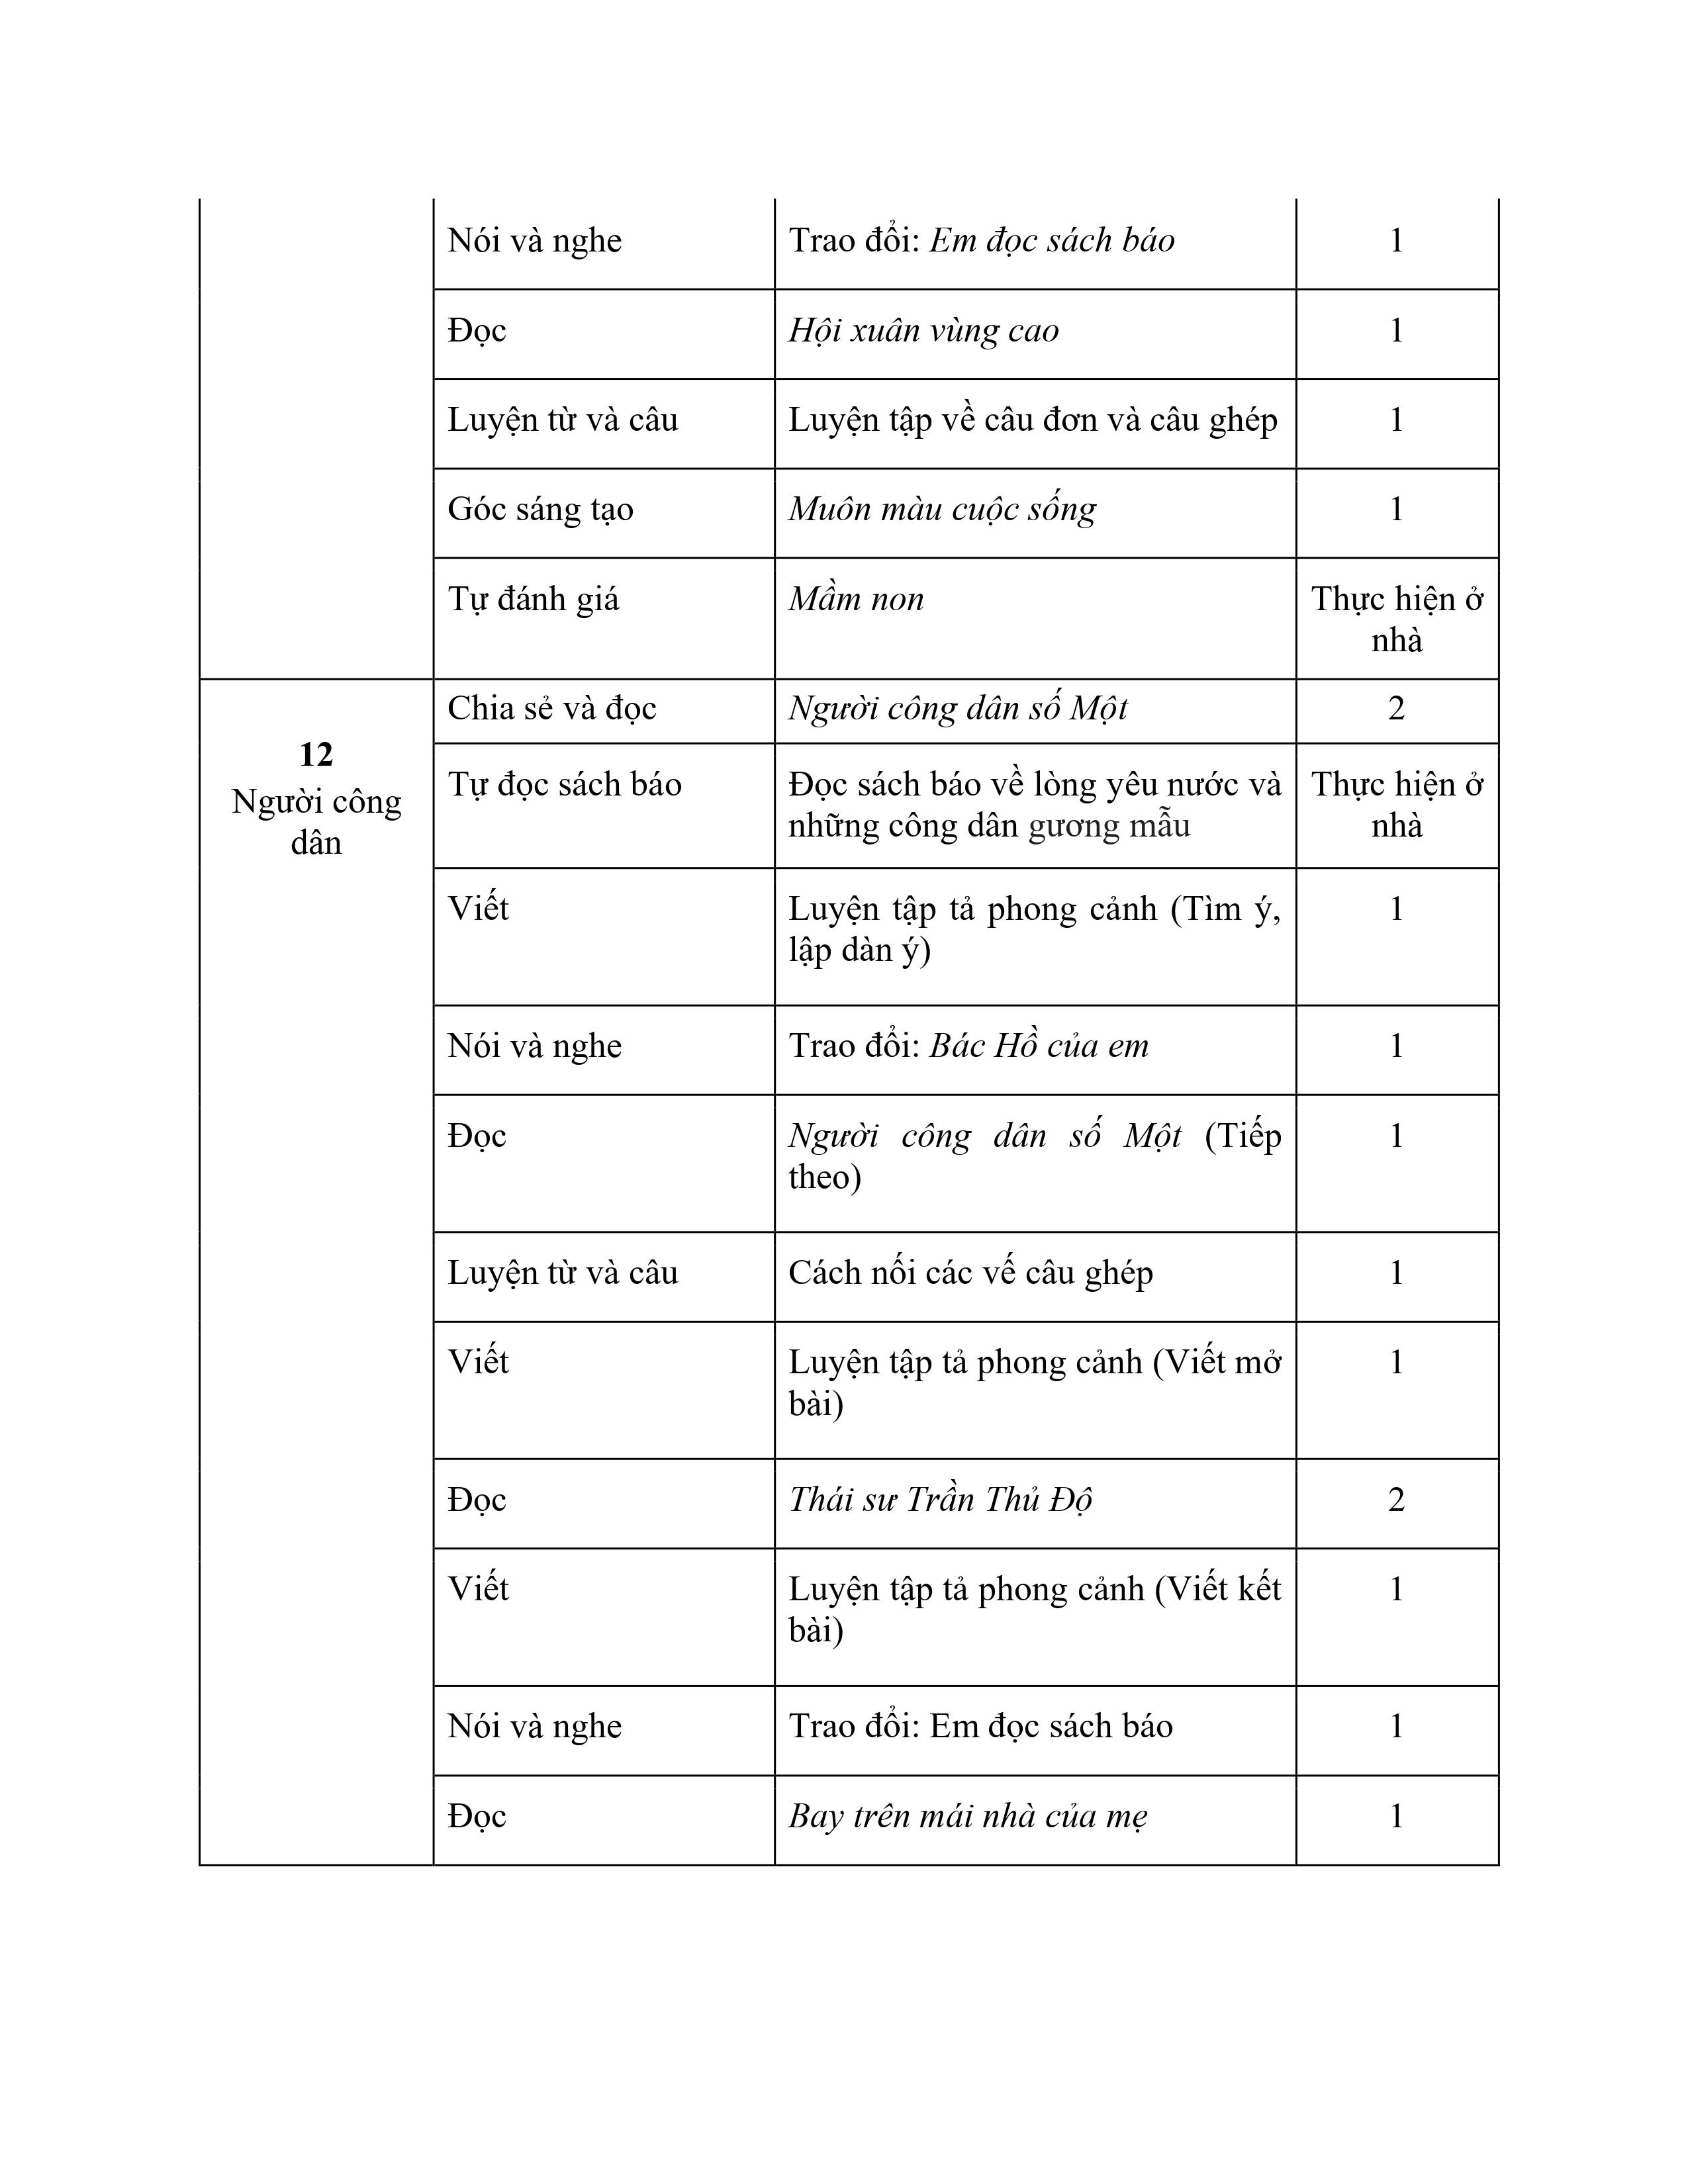 Nói và nghe
Trao đổi: Em đọc sách báo
1
Đọc
Hội xuân vùng cao
1
Luyện từ và câu
Luyện tập về câu đơn và câu ghép
1
Góc sáng tạo
Muôn màu cuộc sống
1
Tự đánh giá
Mầm non
Thực hiện ở
nhà
12
Người công
dân
Chia sẻ và đọc
Người công dân số Một
2
Tự đọc sách báo
Đọc sách báo về lòng yêu nước và
những công dân gương mẫu
Thực hiện ở
nhà
Viết
Luyện tập tả phong cảnh (Tìm ý,
lập dàn ý)
1
Nói và nghe
Trao đổi: Bác Hồ của em
1
Đọc
Người công dân số Một (Tiếp
theo)
1
Luyện từ và câu
Cách nối các vế câu ghép
1
Viết
Luyện tập tả phong cảnh (Viết mở
bài)
1
Đọc
Thái sư Trần Thủ Độ
2
Viết
Luyện tập tả phong cảnh (Viết kết
bài)
1
Nói và nghe
Trao đổi: Em đọc sách báo
1
Đọc
Bay trên mái nhà của mẹ
1